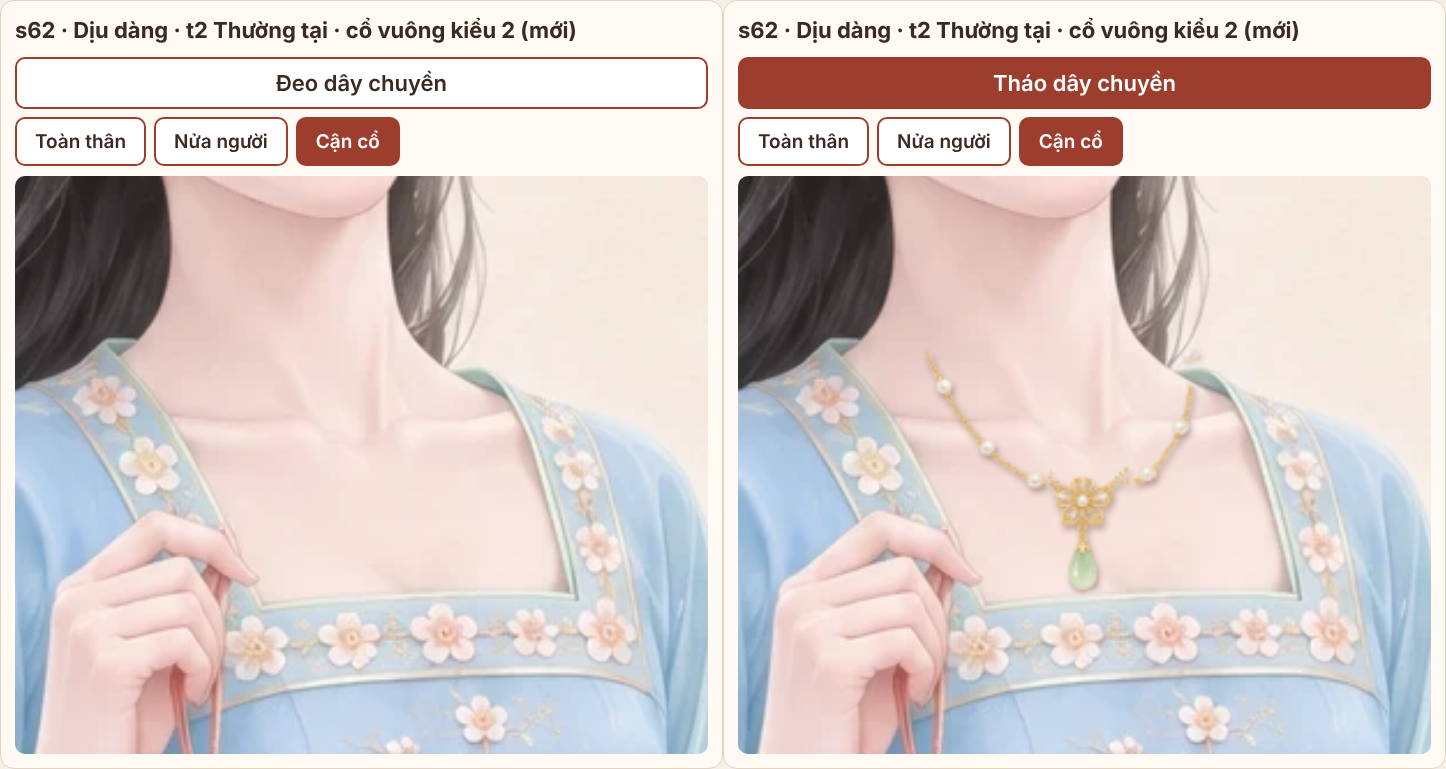 s62 · Dịu dàng · t2 Thường tại · cổ vuông kiểu 2 (mới)
Đeo dây chuyền
Toàn thân
Nửa người
Cận cổ
s62 · Dịu dàng · t2 Thường tại · cổ vuông kiểu 2 (mới)
Tháo dây chuyền
Toàn thân
Nửa người
Cận cổ